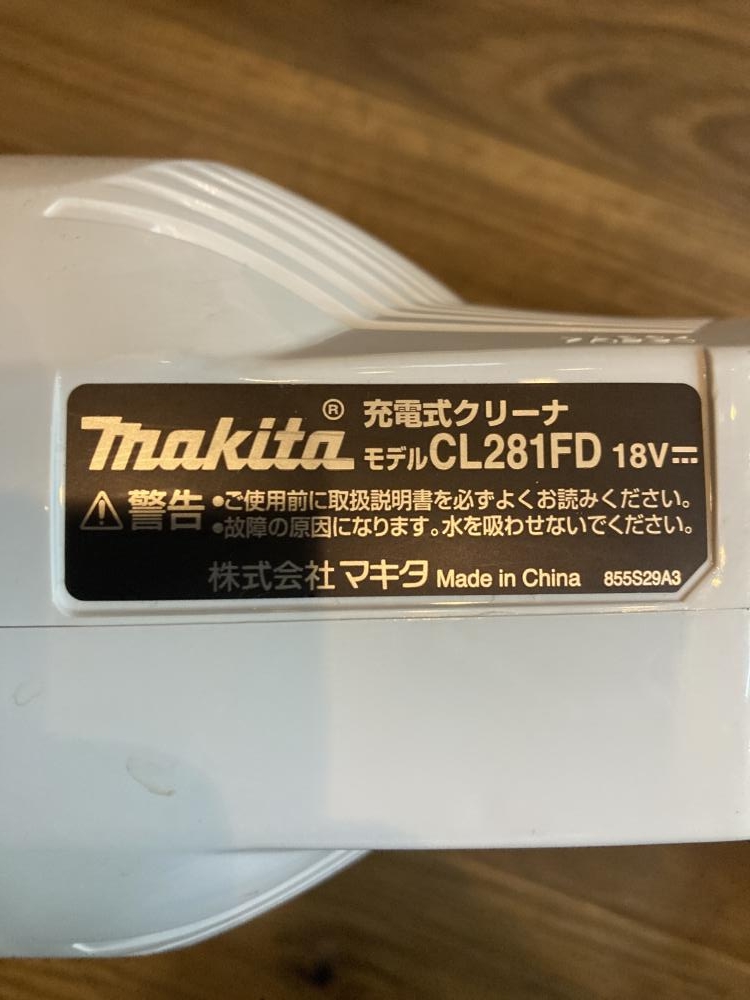 makita® 充電式クリーナ
モデルCL281FD 18V⎓
⚠警告 •ご使用前に取扱説明書を必ずよくお読みください。
•故障の原因になります。水を吸わせないでください。
株式会社マキタ Made in China 855S29A3